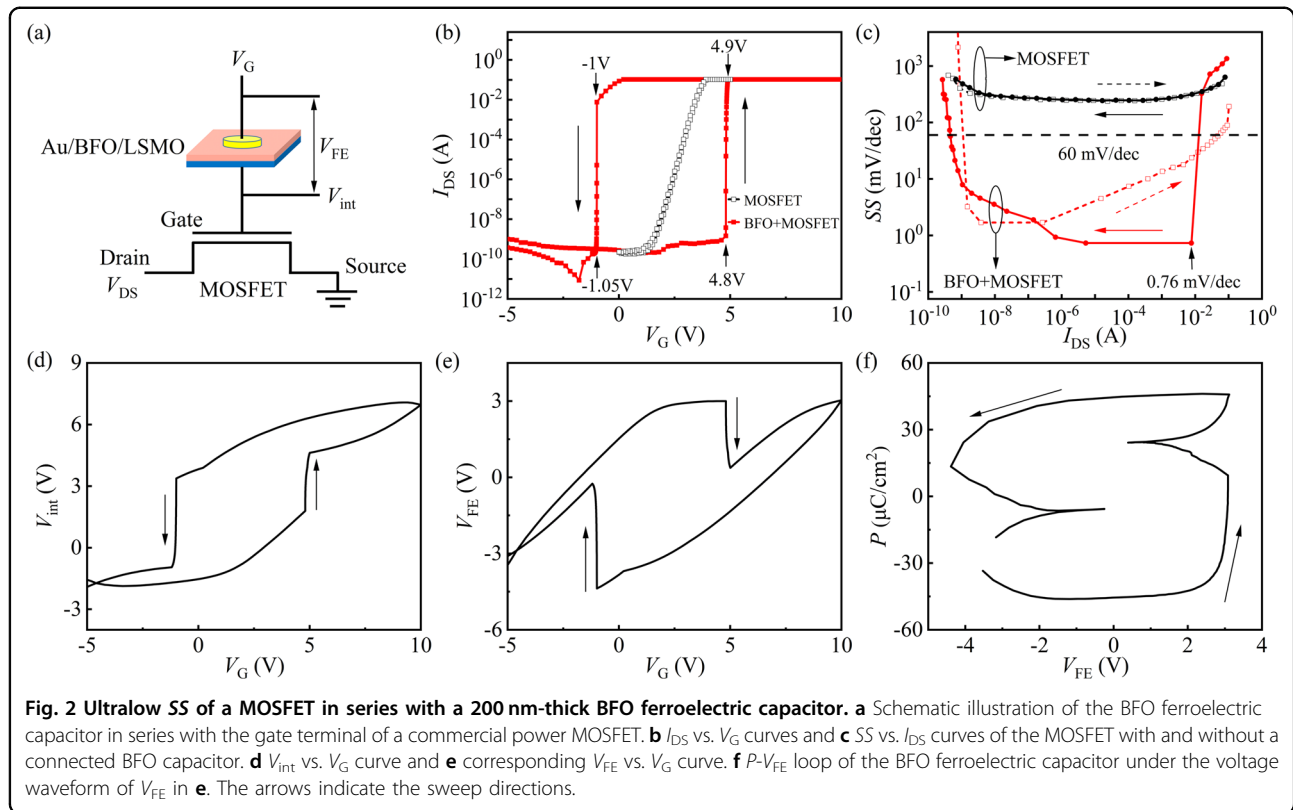 (a)
V_G
Au/BFO/LSMO
V_FE
V_int
Gate
Drain
V_DS
MOSFET
Source
(b)
-1V
4.9V
10^0
10^-2
10^-4
10^-6
10^-8
10^-10
10^-12
I_DS (A)
MOSFET
BFO+MOSFET
-1.05V
4.8V
-5 0 5 10
V_G (V)
(c)
10^3
10^2
10^1
10^0
10^-1
SS (mV/dec)
MOSFET
60 mV/dec
BFO+MOSFET
0.76 mV/dec
10^-10 10^-8 10^-6 10^-4 10^-2 10^0
I_DS (A)
(d)
9
6
3
0
-3
V_int (V)
-5 0 5 10
V_G (V)
(e)
3
0
-3
-6
V_FE (V)
-5 0 5 10
V_G (V)
(f)
60
30
0
-30
-60
P (μC/cm²)
-4 -2 0 2 4
V_FE (V)
Fig. 2 Ultralow SS of a MOSFET in series with a 200 nm-thick BFO ferroelectric capacitor. a Schematic illustration of the BFO ferroelectric
capacitor in series with the gate terminal of a commercial power MOSFET. b I_DS vs. V_G curves and c SS vs. I_DS curves of the MOSFET with and without a
connected BFO capacitor. d V_int vs. V_G curve and e corresponding V_FE vs. V_G curve. f P-V_FE loop of the BFO ferroelectric capacitor under the voltage
waveform of V_FE in e. The arrows indicate the sweep directions.